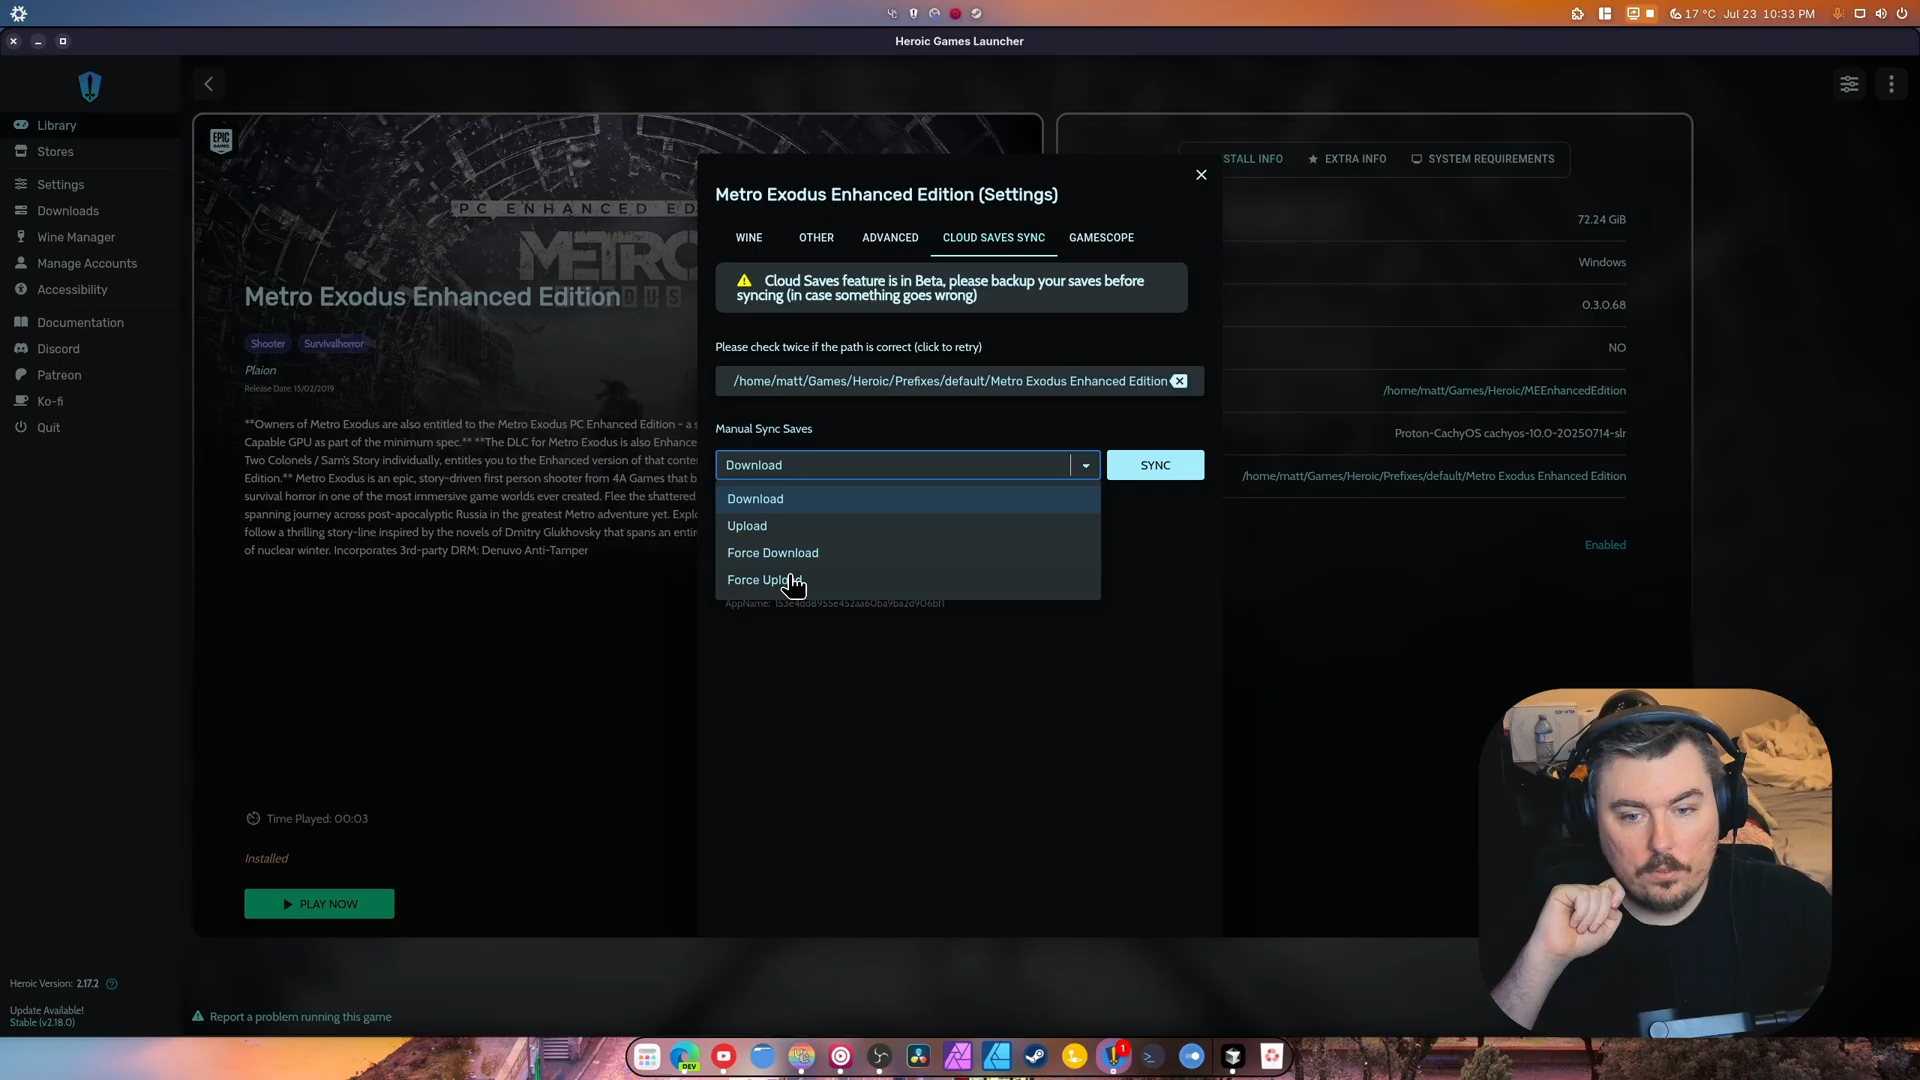 17 °C Jul 23 10:33 PM
Heroic Games Launcher
Library
Stores
Settings
Downloads
Wine Manager
Manage Accounts
Accessibility
Documentation
Discord
Patreon
Ko-fi
Quit
Heroic Version: 2.17.2
Update Available!
Stable (v2.18.0)
EPIC
GAMES
PC ENHANCED ED
METRO
Metro Exodus Enhanced Edition
Shooter
Survivalhorror
Plaion
Release Date: 15/02/2019
**Owners of Metro Exodus are also entitled to the Metro Exodus PC Enhanced Edition - a s
Capable GPU as part of the minimum spec.** **The DLC for Metro Exodus is also Enhance
Two Colonels / Sam's Story individually, entitles you to the Enhanced version of that conte
Edition.** Metro Exodus is an epic, story-driven first person shooter from 4A Games that b
survival horror in one of the most immersive game worlds ever created. Flee the shattered
spanning journey across post-apocalyptic Russia in the greatest Metro adventure yet. Explo
follow a thrilling story-line inspired by the novels of Dmitry Glukhovsky that spans an entir
of nuclear winter. Incorporates 3rd-party DRM: Denuvo Anti-Tamper
Time Played: 00:03
Installed
PLAY NOW
Report a problem running this game
Metro Exodus Enhanced Edition (Settings)
WINE
OTHER
ADVANCED
CLOUD SAVES SYNC
GAMESCOPE
Cloud Saves feature is in Beta, please backup your saves before
syncing (in case something goes wrong)
Please check twice if the path is correct (click to retry)
/home/matt/Games/Heroic/Prefixes/default/Metro Exodus Enhanced Edition
Manual Sync Saves
Download
SYNC
Download
Upload
Force Download
Force Upload
AppName: 153e4dd8955e452aa60ba9ba2d906bf1
STALL INFO
EXTRA INFO
SYSTEM REQUIREMENTS
72.24 GiB
Windows
0.3.0.68
NO
/home/matt/Games/Heroic/MEEnhancedEdition
Proton-CachyOS cachyos-10.0-20250714-slr
/home/matt/Games/Heroic/Prefixes/default/Metro Exodus Enhanced Edition
Enabled
DEV
1